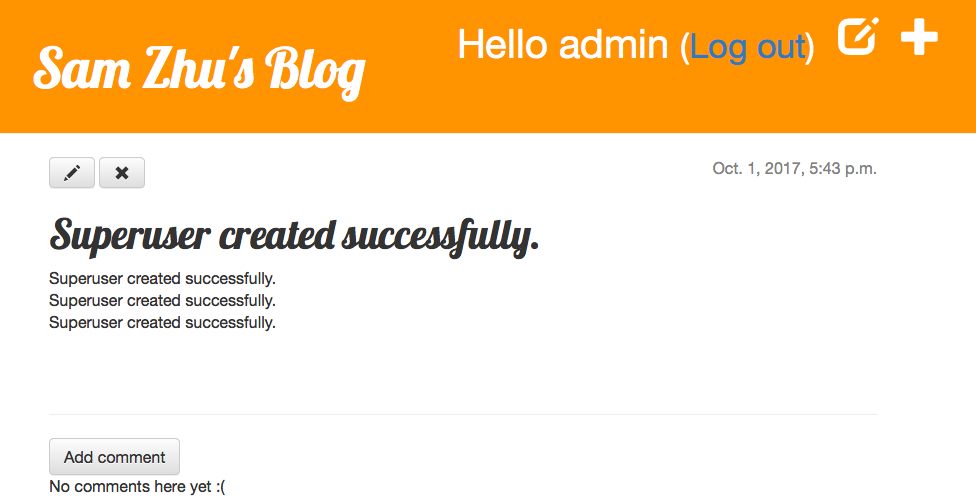 Sam Zhu's Blog
Hello admin (Log out)
Oct. 1, 2017, 5:43 p.m.
Superuser created successfully.
Superuser created successfully.
Superuser created successfully.
Superuser created successfully.
Add comment
No comments here yet :(